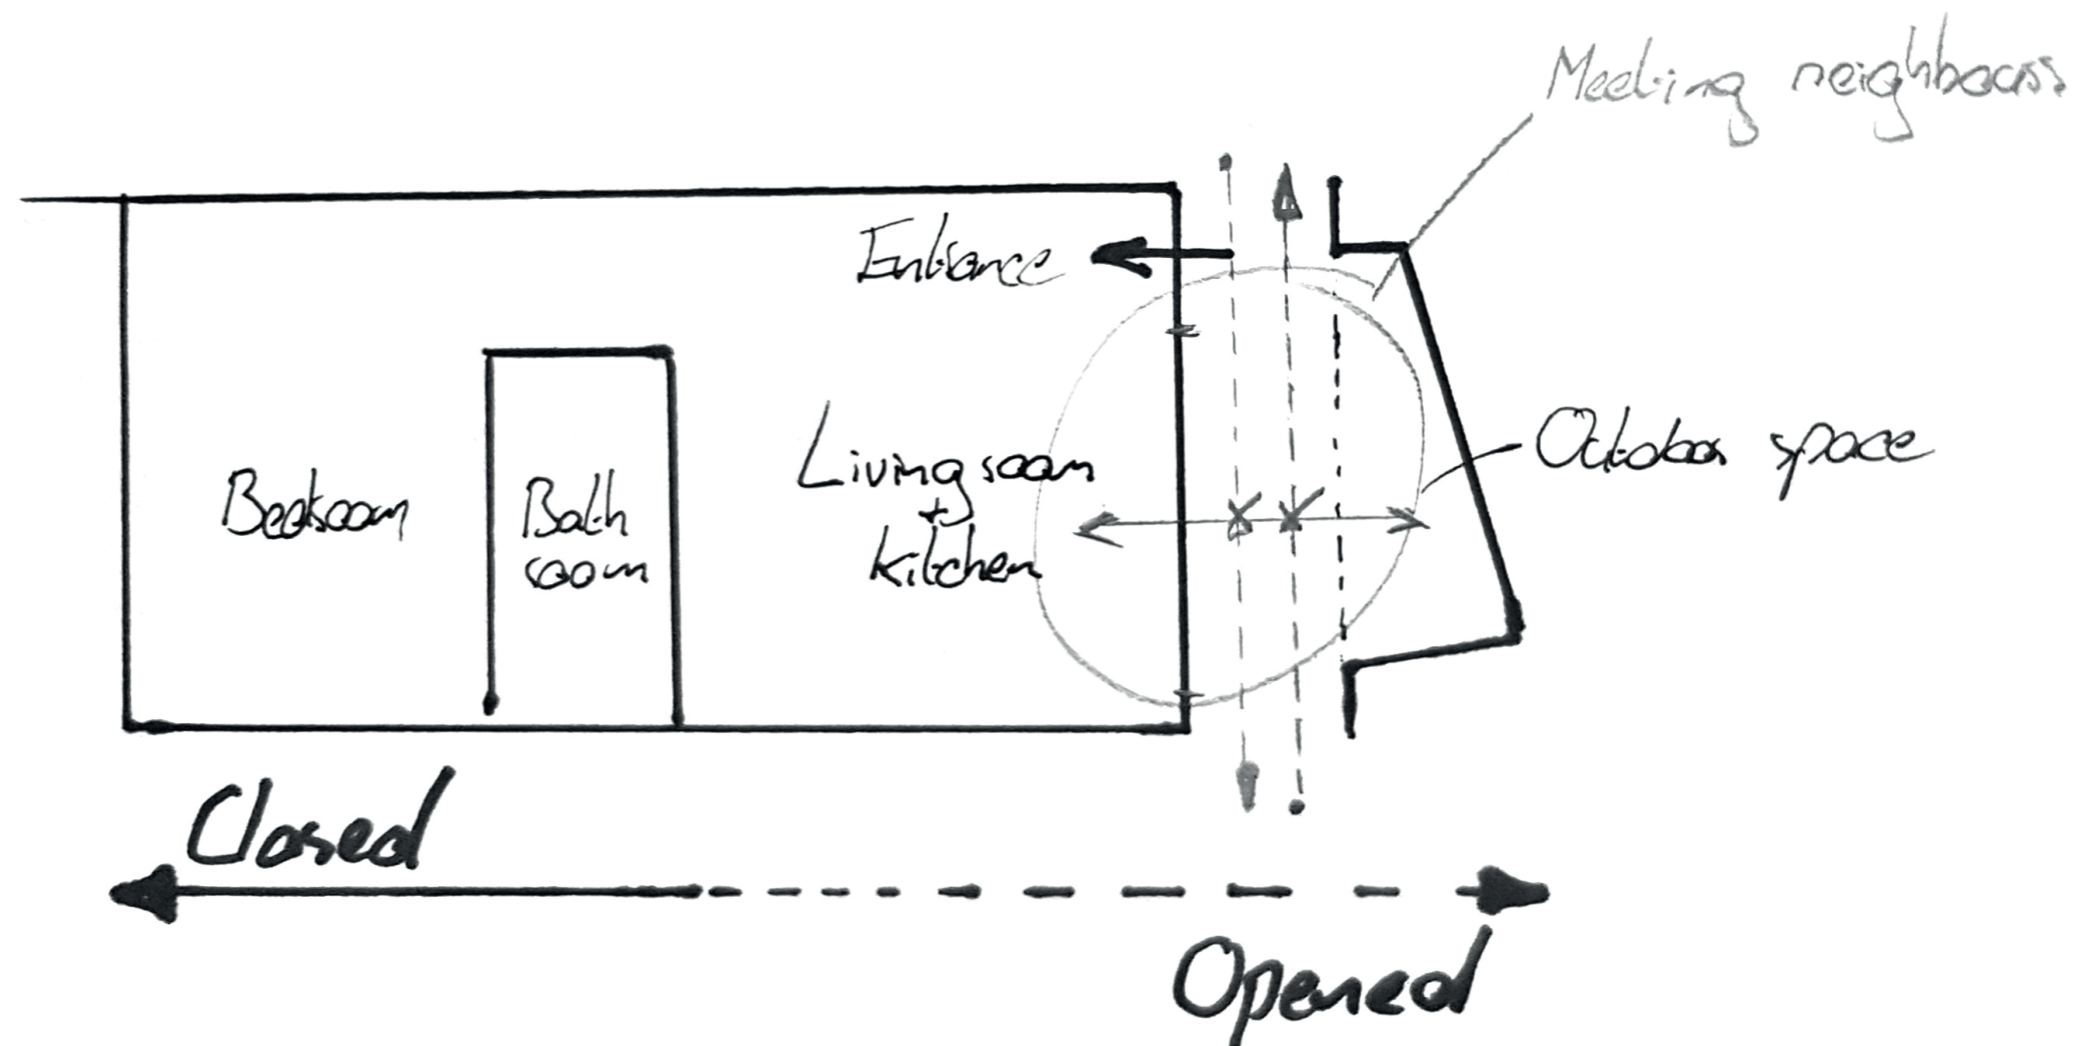 Meeting neighbours
Entrance
Outdoor space
Livingroom
+
kitchen
Bedroom
Bath
room
Closed
Opened